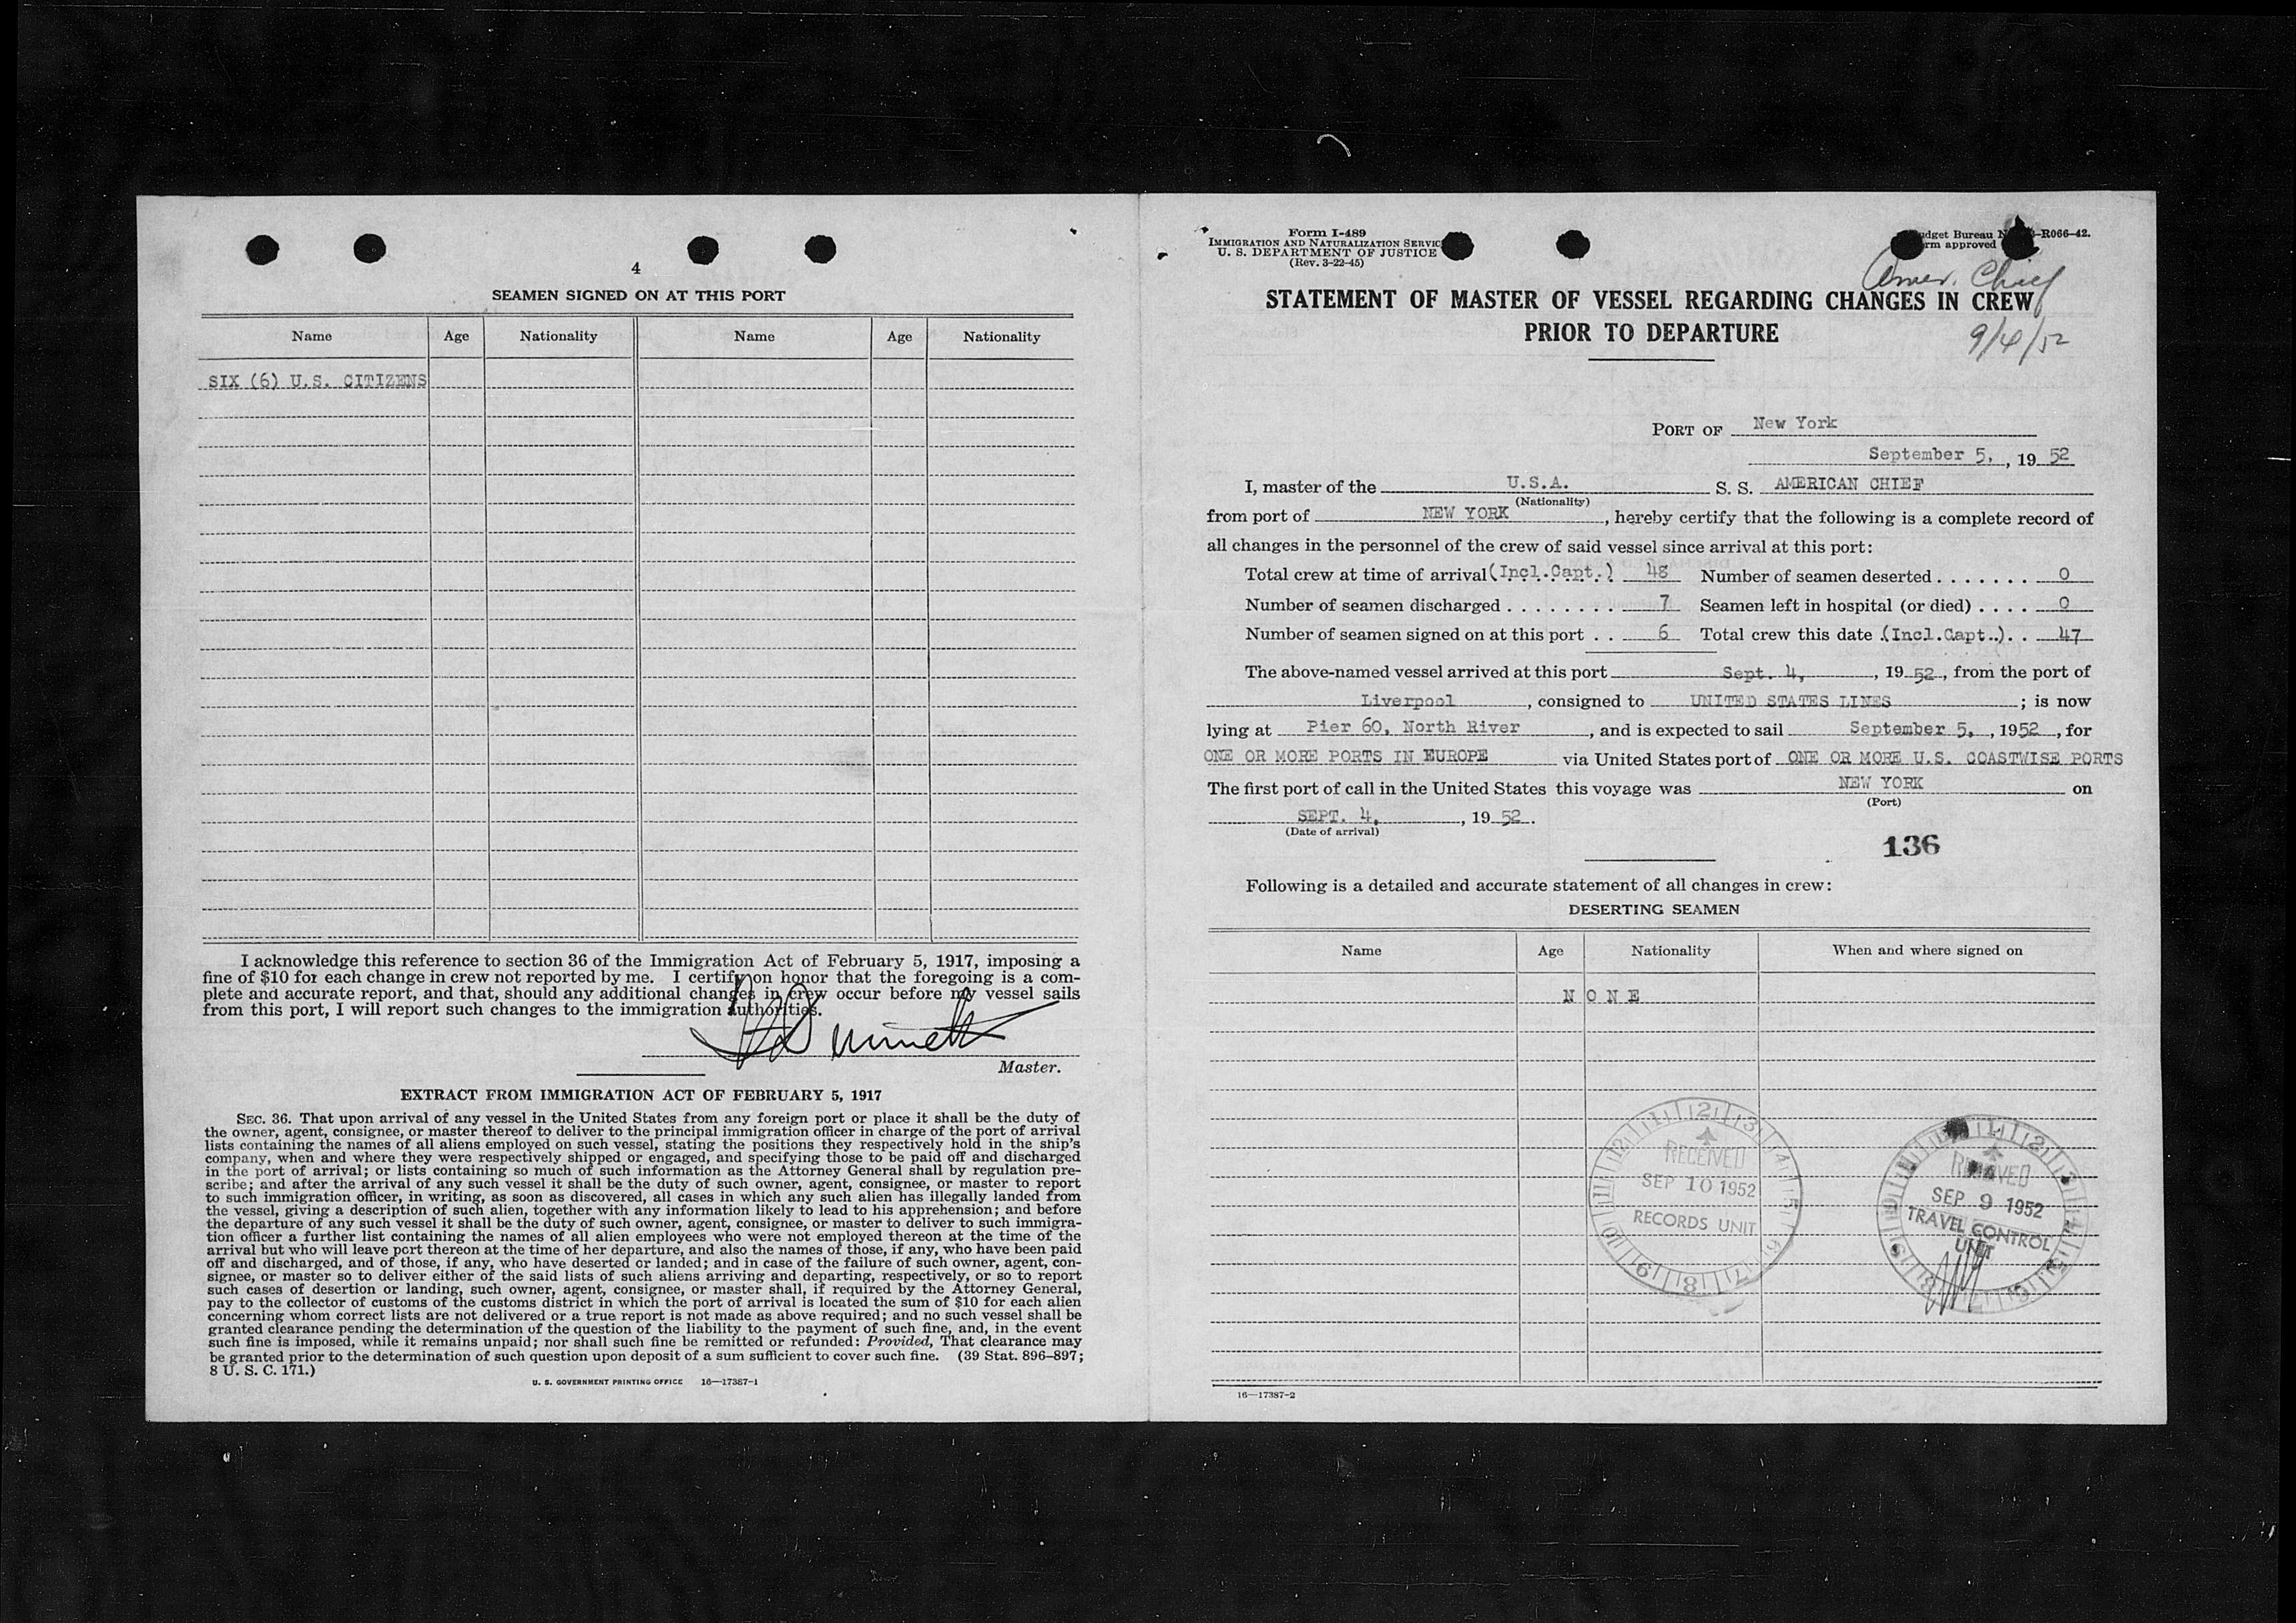 4
SEAMEN SIGNED ON AT THIS PORT
Name Age Nationality Name Age Nationality
SIX (6) U.S. CITIZENS
I acknowledge this reference to section 36 of the Immigration Act of February 5, 1917, imposing a
fine of $10 for each change in crew not reported by me. I certify on honor that the foregoing is a com-
plete and accurate report, and that, should any additional changes in crew occur before my vessel sails
from this port, I will report such changes to the immigration authorities.
Master.
EXTRACT FROM IMMIGRATION ACT OF FEBRUARY 5, 1917
SEC. 36. That upon arrival of any vessel in the United States from any foreign port or place it shall be the duty of
the owner, agent, consignee, or master thereof to deliver to the principal immigration officer in charge of the port of arrival
lists containing the names of all aliens employed on such vessel, stating the positions they respectively hold in the ship's
company, when and where they were respectively shipped or engaged, and specifying those to be paid off and discharged
in the port of arrival; or lists containing so much of such information as the Attorney General shall by regulation pre-
scribe; and after the arrival of any such vessel it shall be the duty of such owner, agent, consignee, or master to report
to such immigration officer, in writing, as soon as discovered, all cases in which any such alien has illegally landed from
the vessel, giving a description of such alien, together with any information likely to lead to his apprehension; and before
the departure of any such vessel it shall be the duty of such owner, agent, consignee, or master to deliver to such immigra-
tion officer a further list containing the names of all alien employees who were not employed thereon at the time of the
arrival but who will leave port thereon at the time of her departure, and also the names of those, if any, who have been paid
off and discharged, and of those, if any, who have deserted or landed; and in case of the failure of such owner, agent, con-
signee, or master so to deliver either of the said lists of such aliens arriving and departing, respectively, or so to report
such cases of desertion or landing, such owner, agent, consignee, or master shall, if required by the Attorney General,
pay to the collector of customs of the customs district in which the port of arrival is located the sum of $10 for each alien
concerning whom correct lists are not delivered or a true report is not made as above required; and no such vessel shall be
granted clearance pending the determination of the question of the liability to the payment of such fine, and, in the event
such fine is imposed, while it remains unpaid; nor shall such fine be remitted or refunded: Provided, That clearance may
be granted prior to the determination of such question upon deposit of a sum sufficient to cover such fine. (39 Stat. 896-897;
8 U. S. C. 171.)
U. S. GOVERNMENT PRINTING OFFICE 16—17387-1
Form I-489
IMMIGRATION AND NATURALIZATION SERVICE
U. S. DEPARTMENT OF JUSTICE
(Rev. 3-22-45)
Budget Bureau -R066-42.
Form approved
Amer. Chief
STATEMENT OF MASTER OF VESSEL REGARDING CHANGES IN CREW
PRIOR TO DEPARTURE
9/4/52
PORT OF New York
September 5, , 19 52
I, master of the U.S.A. S. S. AMERICAN CHIEF
(Nationality)
from port of NEW YORK , hereby certify that the following is a complete record of
all changes in the personnel of the crew of said vessel since arrival at this port:
Total crew at time of arrival (Incl.Capt.) 48 Number of seamen deserted . . . . . . . 0
Number of seamen discharged . . . . . . . . 7 Seamen left in hospital (or died) . . . . 0
Number of seamen signed on at this port . . 6 Total crew this date (Incl.Capt.). . 47
The above-named vessel arrived at this port Sept. 4, , 19 52 , from the port of
Liverpool , consigned to UNITED STATES LINES ; is now
lying at Pier 60, North River , and is expected to sail September 5, , 1952 , for
ONE OR MORE PORTS IN EUROPE via United States port of ONE OR MORE U.S. COASTWISE PORTS
The first port of call in the United States this voyage was NEW YORK on
(Port)
SEPT. 4, , 19 52 .
(Date of arrival)
136
Following is a detailed and accurate statement of all changes in crew:
DESERTING SEAMEN
Name Age Nationality When and where signed on
N O N E
RECEIVED
SEP 10 1952
RECORDS UNIT
SEP 9 1952
TRAVEL CONTROL
UNIT
16—17387-2